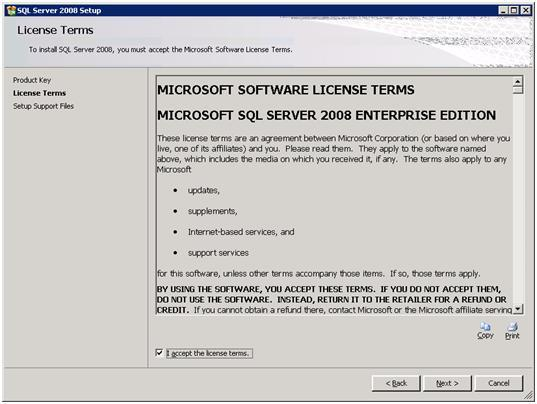 SQL Server 2008 Setup
License Terms
To install SQL Server 2008, you must accept the Microsoft Software License Terms.
Product Key
License Terms
Setup Support Files
MICROSOFT SOFTWARE LICENSE TERMS
MICROSOFT SQL SERVER 2008 ENTERPRISE EDITION
These license terms are an agreement between Microsoft Corporation (or based on where you
live, one of its affiliates) and you. Please read them. They apply to the software named
above, which includes the media on which you received it, if any. The terms also apply to any
Microsoft
• updates,
• supplements,
• Internet-based services, and
• support services
for this software, unless other terms accompany those items. If so, those terms apply.
BY USING THE SOFTWARE, YOU ACCEPT THESE TERMS. IF YOU DO NOT ACCEPT THEM,
DO NOT USE THE SOFTWARE. INSTEAD, RETURN IT TO THE RETAILER FOR A REFUND OR
CREDIT. If you cannot obtain a refund there, contact Microsoft or the Microsoft affiliate serving
Copy Print
I accept the license terms.
< Back Next > Cancel